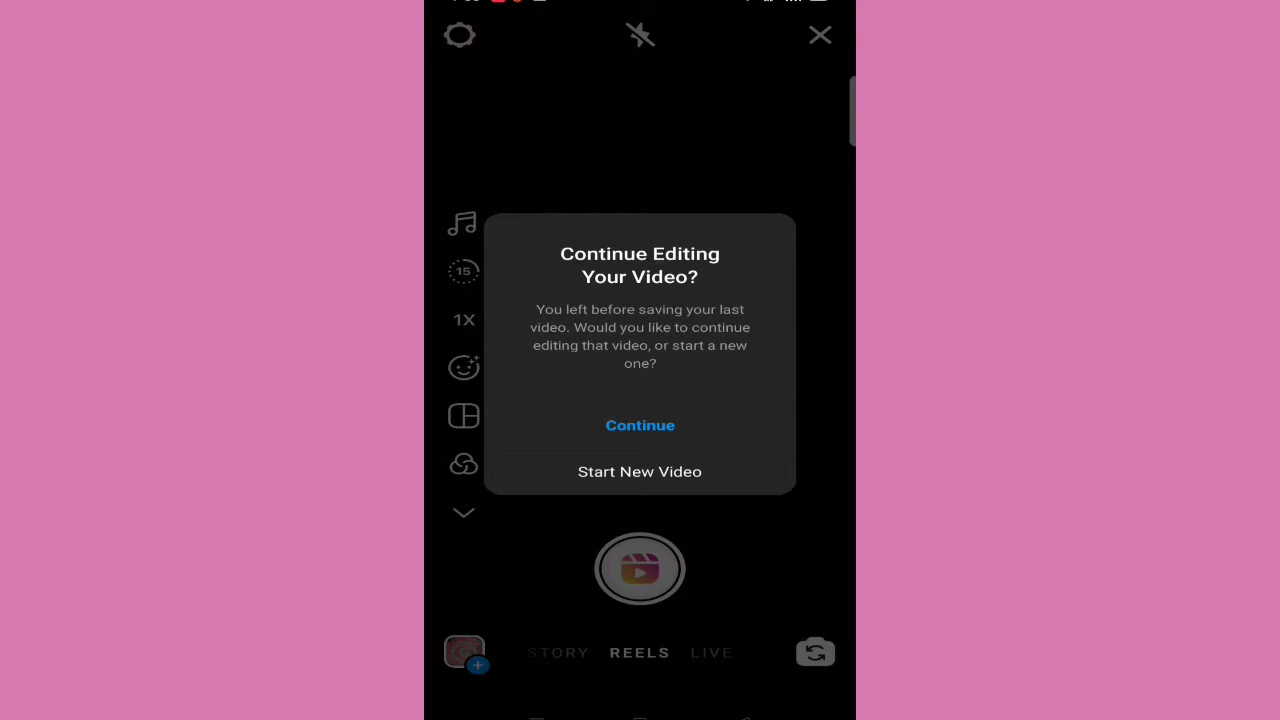 Continue Editing
Your Video?
You left before saving your last
video. Would you like to continue
editing that video, or start a new
one?
Continue
Start New Video
15
1X
STORY REELS LIVE